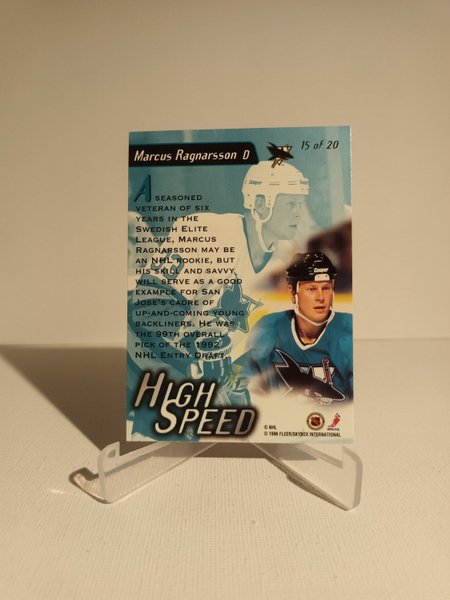 Marcus Ragnarsson D
15 of 20
A SEASONED
VETERAN OF SIX
YEARS IN THE
SWEDISH ELITE
LEAGUE, MARCUS
RAGNARSSON MAY BE
AN NHL ROOKIE, BUT
HIS SKILL AND SAVVY
WILL SERVE AS A GOOD
EXAMPLE FOR SAN
JOSE'S CADRE OF
UP-AND-COMING YOUNG
BACKLINERS. HE WAS
THE 99TH OVERALL
PICK OF THE 1992
NHL ENTRY DRAFT.
Cooper
Cooper
HIGH
SPEED
© NHL
© 1996 FLEER/SKYBOX INTERNATIONAL